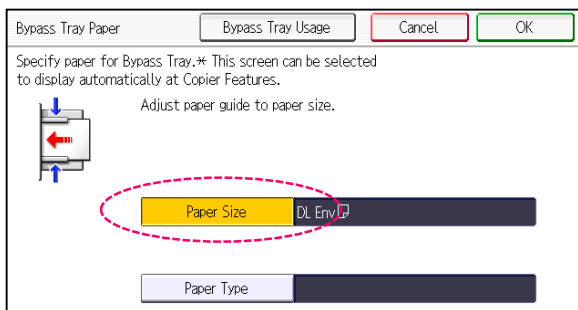 Bypass Tray Paper
Bypass Tray Usage
Cancel
OK
Specify paper for Bypass Tray.* This screen can be selected
to display automatically at Copier Features.
Adjust paper guide to paper size.
Paper Size
DL Env
Paper Type